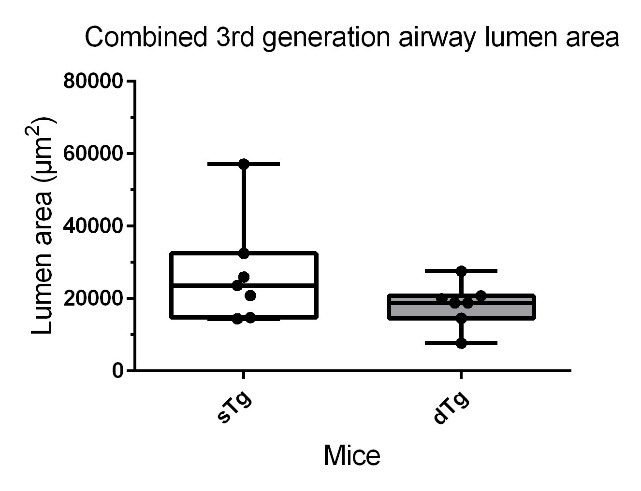 Combined 3rd generation airway lumen area
Lumen area (µm²)
80000
60000
40000
20000
0
sTg
dTg
Mice